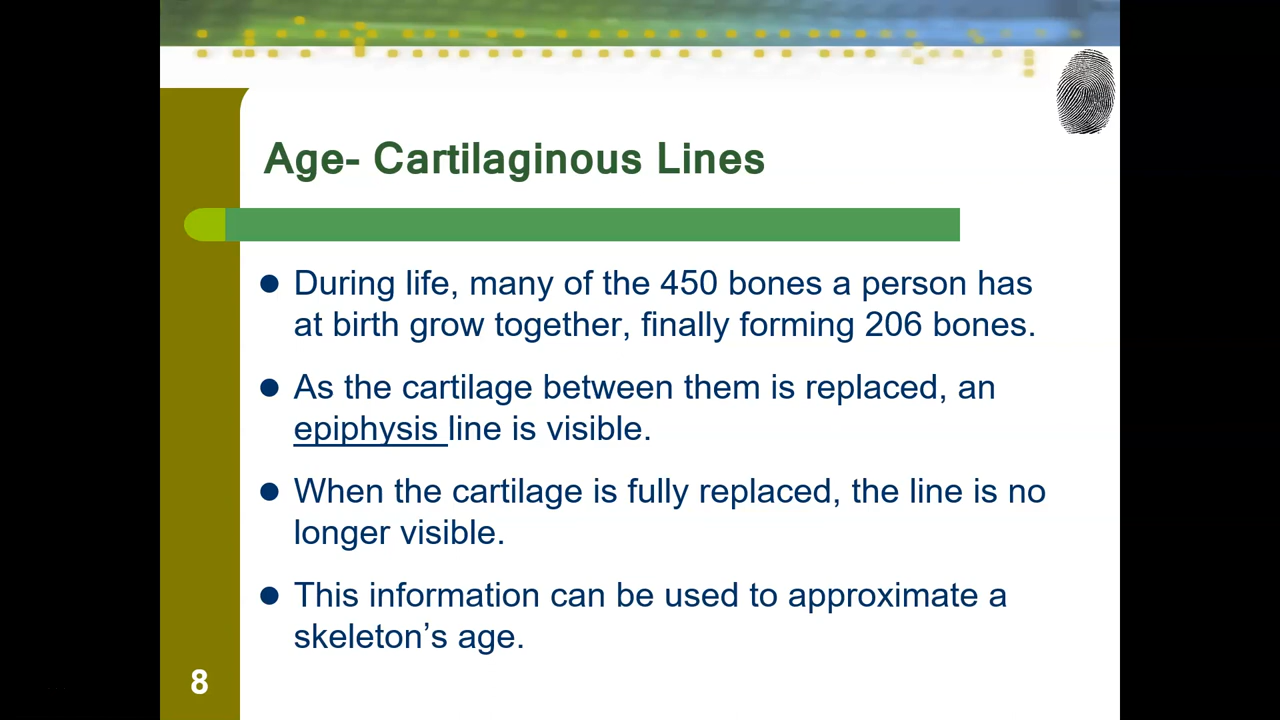 Age- Cartilaginous Lines
● During life, many of the 450 bones a person has
at birth grow together, finally forming 206 bones.
● As the cartilage between them is replaced, an
epiphysis line is visible.
● When the cartilage is fully replaced, the line is no
longer visible.
● This information can be used to approximate a
skeleton’s age.
8